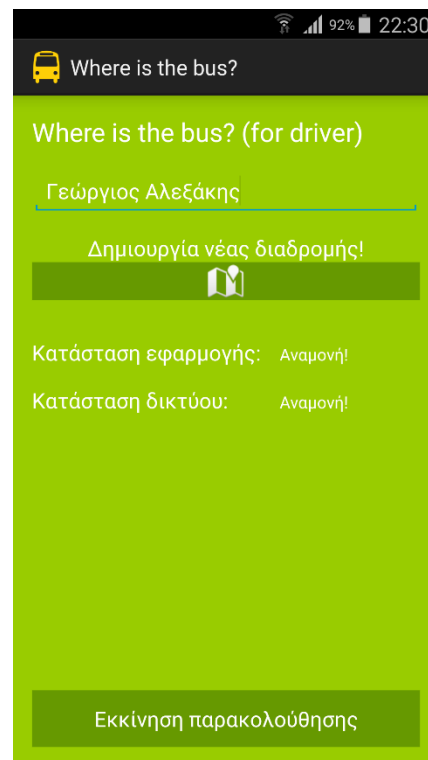 92% 22:30
Where is the bus?
Where is the bus? (for driver)
Γεώργιος Αλεξάκης
Δημιουργία νέας διαδρομής!
Κατάσταση εφαρμογής: Αναμονή!
Κατάσταση δικτύου: Αναμονή!
Εκκίνηση παρακολούθησης